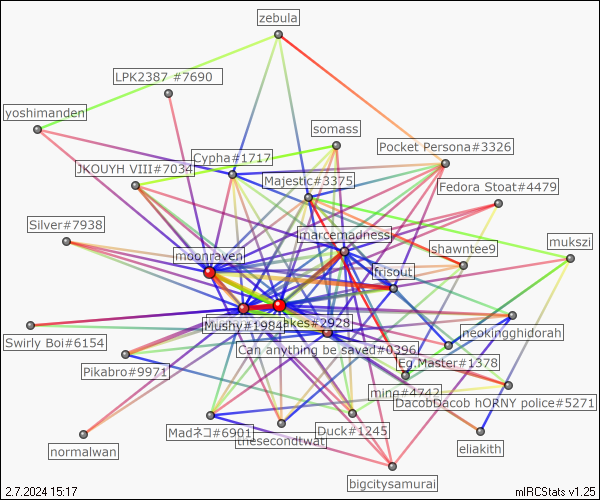 zebula
LPK2387 #7690
yoshimanden
somass
Pocket Persona#3326
Cypha#1717
JKOUYH VIII#7034
Majestic#3375
Fedora Stoat#4479
Silver#7938
marcemadness
shawntee9
mukszi
moonraven
frisout
Mushy#1984
akes#2928
neokingghidorah
Swirly Boi#6154
Can anything be saved#0396
Eg.Master#1378
Pikabro#9971
mina#4742
DacobDacob hORNY police#5271
Madネコ#6901
thesecondtwat
Duck#1245
normalwan
eliakith
bigcitysamurai
2.7.2024 15:17
mIRCStats v1.25